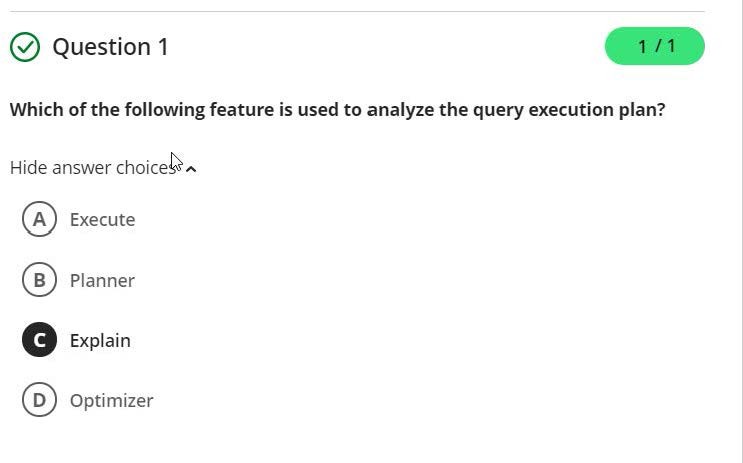 Question 1
1 / 1
Which of the following feature is used to analyze the query execution plan?
Hide answer choices
A Execute
B Planner
C Explain
D Optimizer